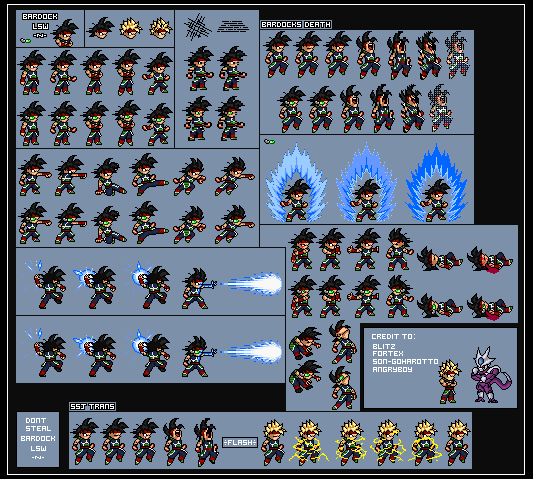 BARDOCK
LSW
-N-
BARDOCKS DEATH
CREDIT TO:
BLITZ
FORTEX
SON-GOHAROTTO
ANGRYBOY
SSJ TRANS
DONT
STEAL
BARDOCK
LSW
-N-
=FLASH=